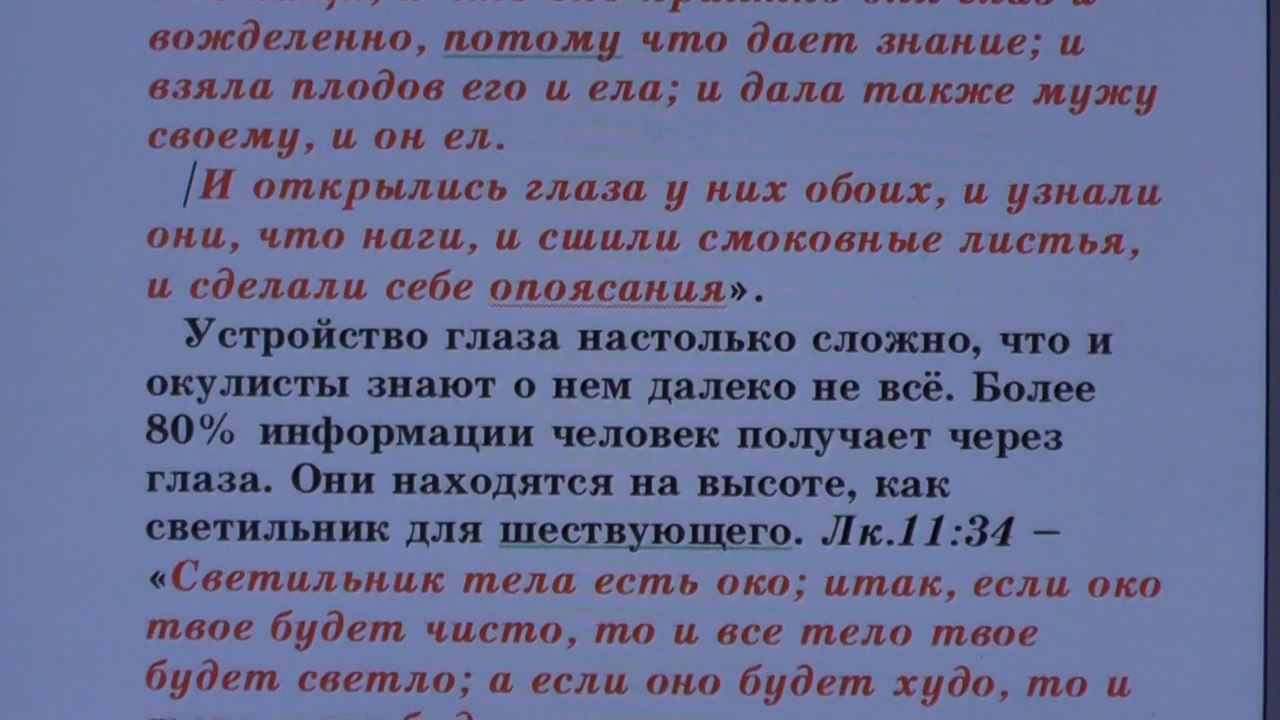 вожделенно, потому что дает знание; и
взяла плодов его и ела; и дала также мужу
своему, и он ел.
И открылись глаза у них обоих, и узнали
они, что наги, и сшили смоковные листья,
и сделали себе опоясания».
Устройство глаза настолько сложно, что и
окулисты знают о нем далеко не всё. Более
80% информации человек получает через
глаза. Они находятся на высоте, как
светильник для шествующего. Лк.11:34 –
«Светильник тела есть око; итак, если око
твое будет чисто, то и все тело твое
будет светло; а если оно будет худо, то и